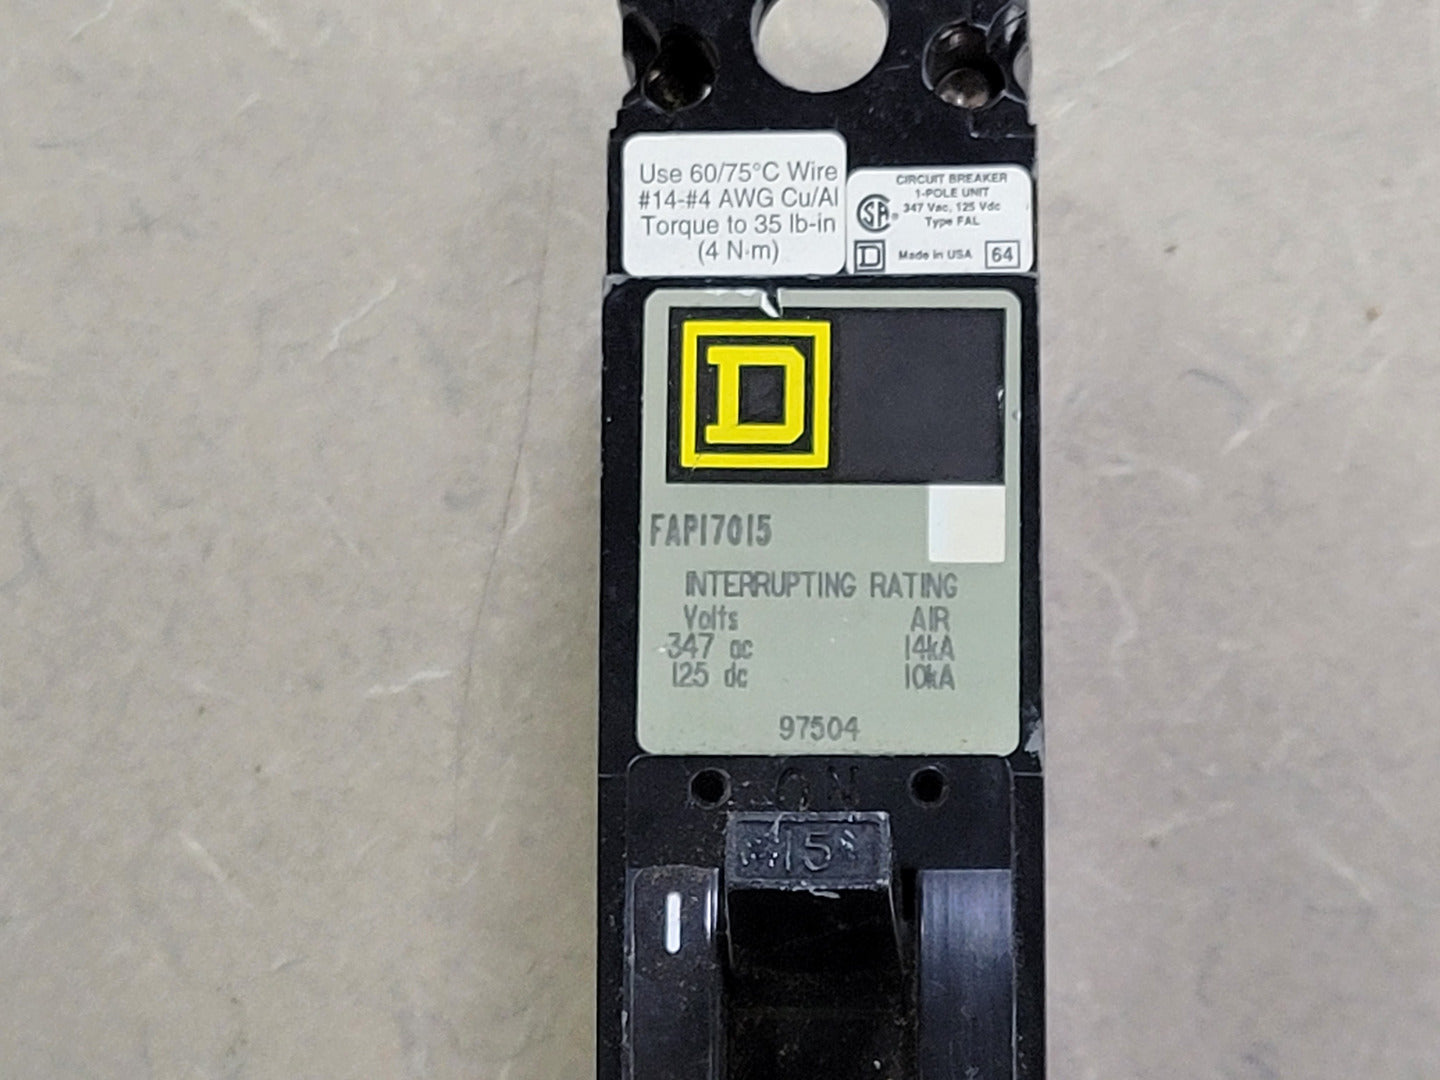 Use 60/75°C Wire
#14-#4 AWG Cu/Al
Torque to 35 lb-in
(4 N·m)
CIRCUIT BREAKER
1-POLE UNIT
347 Vac, 125 Vdc
Type FAL
SA ®
D Made in USA 64
D
FAP17015
INTERRUPTING RATING
Volts AIR
347 ac 14kA
125 dc 10kA
97504
ON
15
I